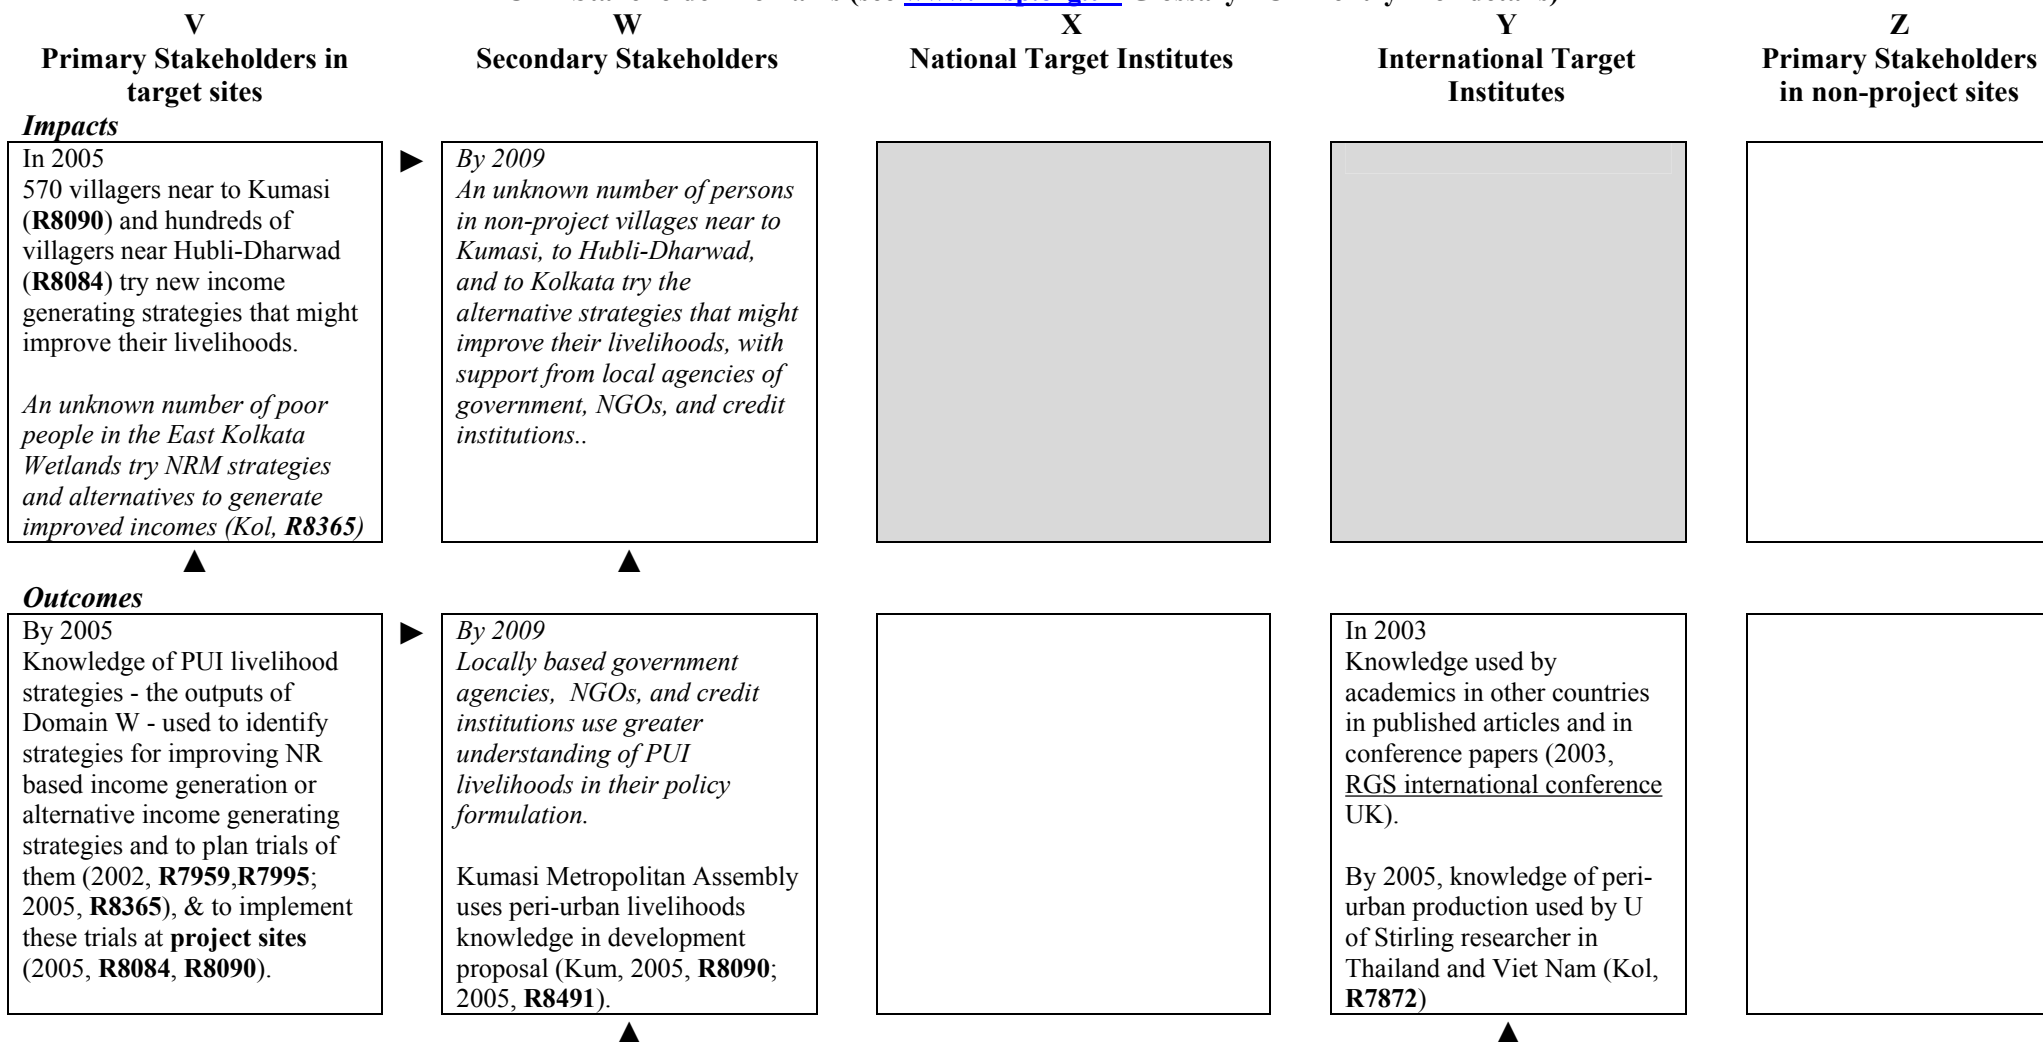 V
Primary Stakeholders in
target sites
W
Secondary Stakeholders
X
National Target Institutes
Y
International Target
Institutes
Z
Primary Stakeholders
in non-project sites
Impacts
In 2005
570 villagers near to Kumasi
(R8090) and hundreds of
villagers near Hubli-Dharwad
(R8084) try new income
generating strategies that might
improve their livelihoods.
An unknown number of poor
people in the East Kolkata
Wetlands try NRM strategies
and alternatives to generate
improved incomes (Kol, R8365)
By 2009
An unknown number of persons
in non-project villages near to
Kumasi, to Hubli-Dharwad,
and to Kolkata try the
alternative strategies that might
improve their livelihoods, with
support from local agencies of
government, NGOs, and credit
institutions..
Outcomes
By 2005
Knowledge of PUI livelihood
strategies - the outputs of
Domain W - used to identify
strategies for improving NR
based income generation or
alternative income generating
strategies and to plan trials of
them (2002, R7959,R7995;
2005, R8365), & to implement
these trials at project sites
(2005, R8084, R8090).
By 2009
Locally based government
agencies, NGOs, and credit
institutions use greater
understanding of PUI
livelihoods in their policy
formulation.
Kumasi Metropolitan Assembly
uses peri-urban livelihoods
knowledge in development
proposal (Kum, 2005, R8090;
2005, R8491).
In 2003
Knowledge used by
academics in other countries
in published articles and in
conference papers (2003,
RGS international conference
UK).
By 2005, knowledge of peri-
urban production used by U
of Stirling researcher in
Thailand and Viet Nam (Kol,
R7872)